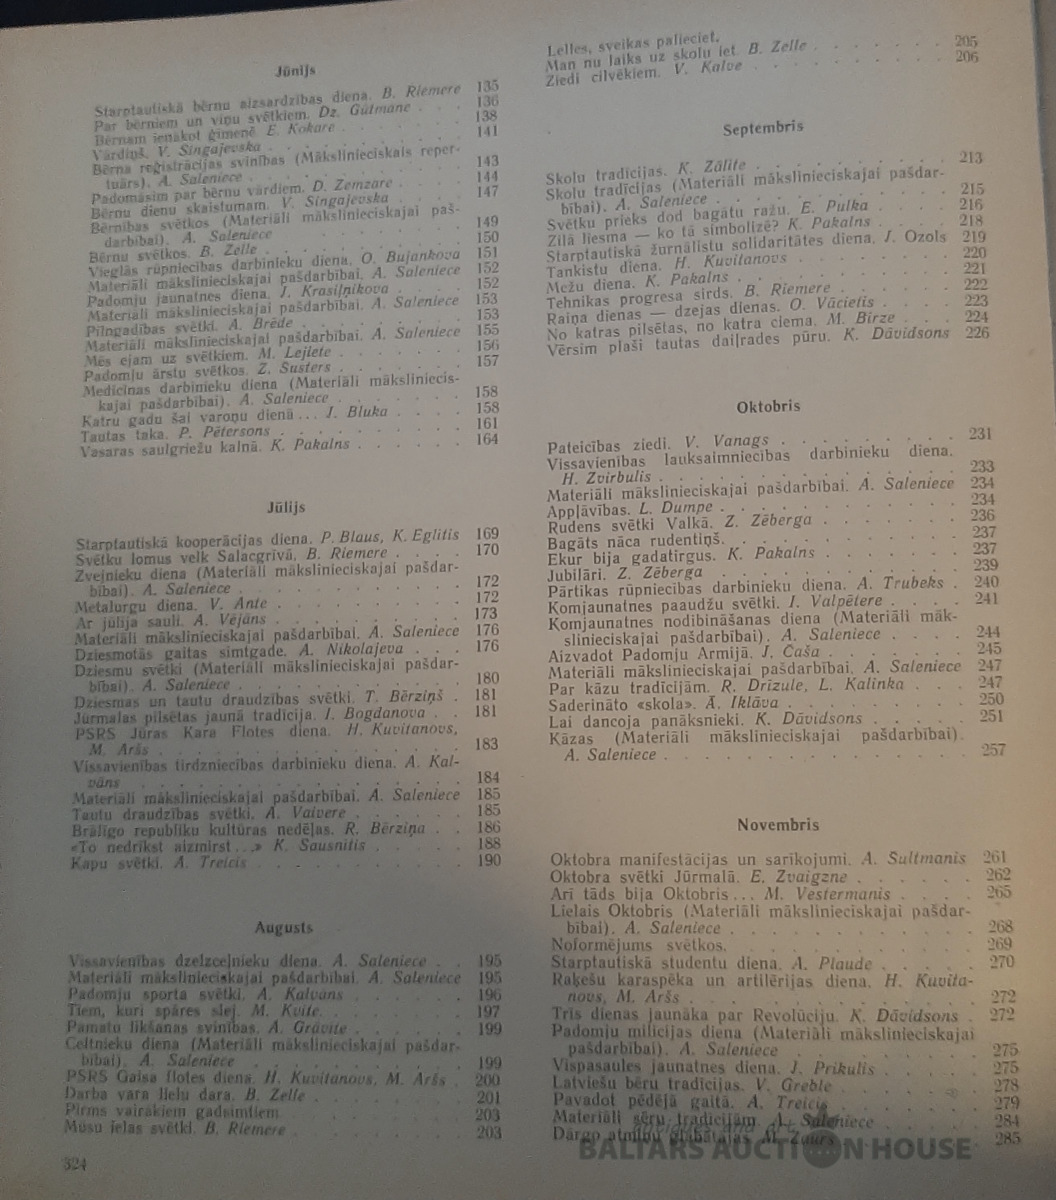 Jūnijs
Starptautiskā bērnu aizsardzības diena. B. Riemere 135
Par bērniem un viņu svētkiem. Dz. Gūtmane . . . 136
Bērnam ienākot ģimenē. E. Kokare . . . 138
Vārdiņš. V. Singajevska . . . 141
Bērna reģistrācijas svinības (Mākslinieciskais reper-
tuārs). A. Saleniece . . . 143
Padomāsim par bērnu vārdiem. D. Zemzare . . . 144
Bērnu dienu skaistumam. V. Singajevska . . . 147
Bērnības svētkos (Materiāli mākslinieciskajai paš-
darbībai). A. Saleniece . . . 149
Bērnu svētkos. B. Zelle . . . 150
Vieglās rūpniecības darbinieku diena. O. Bujankova 151
Materiāli mākslinieciskajai pašdarbībai. A. Saleniece 152
Padomju jaunatnes diena. J. Krasiļņikova . . . 152
Materiāli mākslinieciskajai pašdarbībai. A. Saleniece 153
Pilngadības svētki. A. Brēde . . . 153
Materiāli mākslinieciskajai pašdarbībai. A. Saleniece 155
Mēs ejam uz svētkiem. M. Lejiete . . . 156
Padomju ārstu svētkos. Z. Susters . . . 157
Medicīnas darbinieku diena (Materiāli māksliniecis-
kajai pašdarbībai). A. Saleniece . . . 158
Katru gadu šai varoņu dienā... J. Bluka . . . 158
Tautas taka. P. Pētersons . . . 161
Vasaras saulgriežu kalnā. K. Pakalns . . . 164
Jūlijs
Starptautiskā kooperācijas diena. P. Blaus, K. Eglītis 169
Svētku lomus velk Salacgrīvā. B. Riemere . . . 170
Zvejnieku diena (Materiāli mākslinieciskajai pašdar-
bībai). A. Saleniece . . . 172
Metalurgu diena. V. Ante . . . 172
Ar jūlija sauli. A. Vējāns . . . 173
Materiāli mākslinieciskajai pašdarbībai. A. Saleniece 176
Dziesmotās gaitas simtgade. A. Nikolajeva . . . 176
Dziesmu svētki (Materiāli mākslinieciskajai pašdar-
bībai). A. Saleniece . . . 180
Dziesmas un tautu draudzības svētki. T. Bērziņš . 181
Jūrmalas pilsētas jaunā tradīcija. I. Bogdanova . . 181
PSRS Jūras Kara Flotes diena. H. Kuvitanovs,
M. Aršs . . . 183
Vissavienības tirdzniecības darbinieku diena. A. Kal-
vāns . . . 184
Materiāli mākslinieciskajai pašdarbībai. A. Saleniece 185
Tautu draudzības svētki. A. Vaivere . . . 185
Brālīgo republiku kultūras nedēļas. R. Bērziņa . . 186
«To nedrīkst aizmirst...» K. Sausnītis . . . 188
Kapu svētki. A. Treicis . . . 190
Augusts
Vissavienības dzelzceļnieku diena. A. Saleniece . . 195
Materiāli mākslinieciskajai pašdarbībai. A. Saleniece 195
Padomju sporta svētki. A. Kalvāns . . . 196
Tiem, kuri spāres slej. M. Kvite . . . 197
Pamatu likšanas svinības. A. Grāvīte . . . 199
Celtnieku diena (Materiāli mākslinieciskajai pašdar-
bībai). A. Saleniece . . . 199
PSRS Gaisa flotes diena. H. Kuvitanovs, M. Aršs . 200
Darba vara lielu dara. B. Zelle . . . 201
Pirms vairākiem gadsimtiem . . . 203
Mūsu ielas svētki. B. Riemere . . . 203
324
Lelles, sveikas palieciet.
Man nu laiks uz skolu iet. B. Zelle . . . 205
Ziedi cilvēkiem. V. Kalve . . . 206
Septembris
Skolu tradīcijas. K. Zālīte . . . 213
Skolu tradīcijas (Materiāli mākslinieciskajai pašdar-
bībai). A. Saleniece . . . 215
Svētku prieks dod bagātu ražu. E. Pulka . . . 216
Zilā liesma — ko tā simbolizē? K. Pakalns . . . 218
Starptautiskā žurnālistu solidaritātes diena. J. Ozols 219
Tankistu diena. H. Kuvitanovs . . . 220
Mežu diena. K. Pakalns . . . 221
Tehnikas progresa sirds. B. Riemere . . . 222
Raiņa dienas — dzejas dienas. O. Vācietis . . . 223
No katras pilsētas, no katra ciema. M. Birze . . . 224
Vērsim plaši tautas daiļrades pūru. K. Dāvidsons 226
Oktobris
Pateicības ziedi. V. Vanags . . . 231
Vissavienības lauksaimniecības darbinieku diena.
H. Zvirbulis . . . 233
Materiāli mākslinieciskajai pašdarbībai. A. Saleniece 234
Appļāvības. L. Dumpe . . . 234
Rudens svētki Valkā. Z. Zēberga . . . 236
Bagāts nāca rudentiņš. . . . 237
Ekur bija gadatirgus. K. Pakalns . . . 237
Jubilāri. Z. Zēberga . . . 239
Pārtikas rūpniecības darbinieku diena. A. Trubeks . 240
Komjaunatnes paaudžu svētki. I. Valpētere . . . 241
Komjaunatnes nodibināšanas diena (Materiāli māk-
slinieciskajai pašdarbībai). A. Saleniece . . . 244
Aizvadot Padomju Armijā. J. Čaša . . . 245
Materiāli mākslinieciskajai pašdarbībai. A. Saleniece 247
Par kāzu tradīcijām. R. Drīzule, L. Kalinka . . . 247
Saderināto «skola». Ā. Iklāva . . . 250
Lai dancoja panāksnieki. K. Dāvidsons . . . 251
Kāzas (Materiāli mākslinieciskajai pašdarbībai).
A. Saleniece . . . 257
Novembris
Oktobra manifestācijas un sarīkojumi. A. Sultmanis 261
Oktobra svētki Jūrmalā. E. Zvaigzne . . . 262
Arī tāds bija Oktobris... M. Vestermanis . . . 265
Lielais Oktobris (Materiāli mākslinieciskajai pašdar-
bībai). A. Saleniece . . . 268
Noformējums svētkos. . . . 269
Starptautiskā studentu diena. A. Plaude . . . 270
Raķešu karaspēka un artilērijas diena. H. Kuvita-
novs, M. Aršs . . . 272
Trīs dienas jaunāka par Revolūciju. K. Dāvidsons . 272
Padomju milicijas diena (Materiāli mākslinieciskajai
pašdarbībai). A. Saleniece . . . 275
Vispasaules jaunatnes diena. J. Prikulis . . . 275
Latviešu bēru tradīcijas. V. Greble . . . 278
Pavadot pēdējā gaitā. A. Treicis . . . 279
Materiāli sēru tradīcijām. A. Saleniece . . . 284
Dārgo atmiņu glabātājas. M. Zaurs . . . 285
BALTARS AUCTION HOUSE